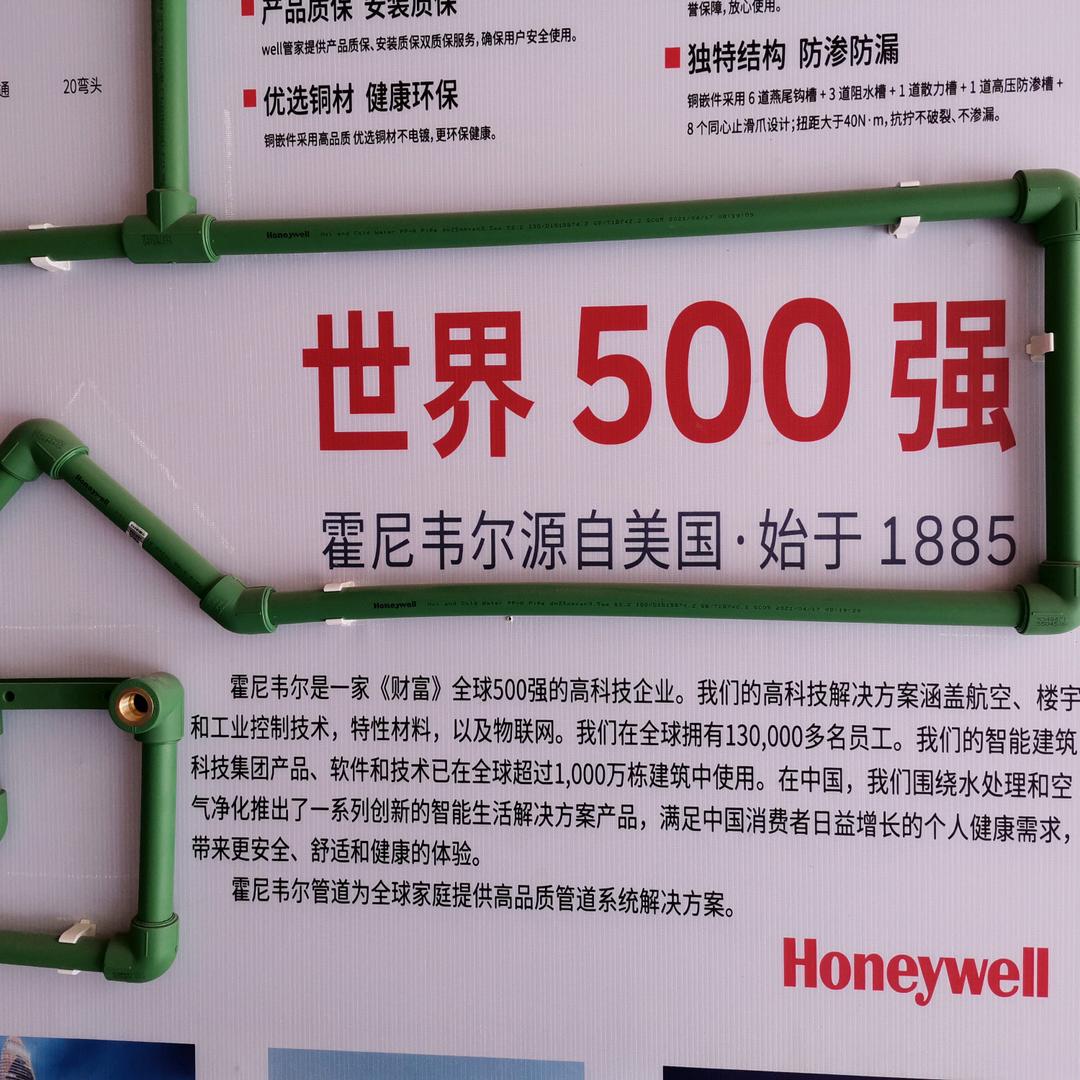 产品质保 安装质保
誉保障,放心使用。
well管家提供产品质保、安装质保双质保服务,确保用户安全使用。
独特结构 防渗防漏
通 20弯头
优选铜材 健康环保
铜嵌件采用 6 道燕尾钩槽 + 3 道阻水槽 + 1 道散力槽 + 1 道高压防渗槽 +
8 个同心止滑爪设计;扭距大于40N·m,抗拧不破裂、不渗漏。
铜嵌件采用高品质 优选铜材不电镀,更环保健康。
Honeywell Hot and Cold Water PP-R Pipe
世界 500 强
Honeywell
霍尼韦尔源自美国·始于 1885
Honeywell Hot and Cold Water PP-R Pipe
霍尼韦尔是一家《财富》全球500强的高科技企业。我们的高科技解决方案涵盖航空、楼宇
和工业控制技术，特性材料，以及物联网。我们在全球拥有130,000多名员工。我们的智能建筑
科技集团产品、软件和技术已在全球超过1,000万栋建筑中使用。在中国，我们围绕水处理和空
气净化推出了一系列创新的智能生活解决方案产品，满足中国消费者日益增长的个人健康需求，
带来更安全、舒适和健康的体验。
霍尼韦尔管道为全球家庭提供高品质管道系统解决方案。
Honeywell